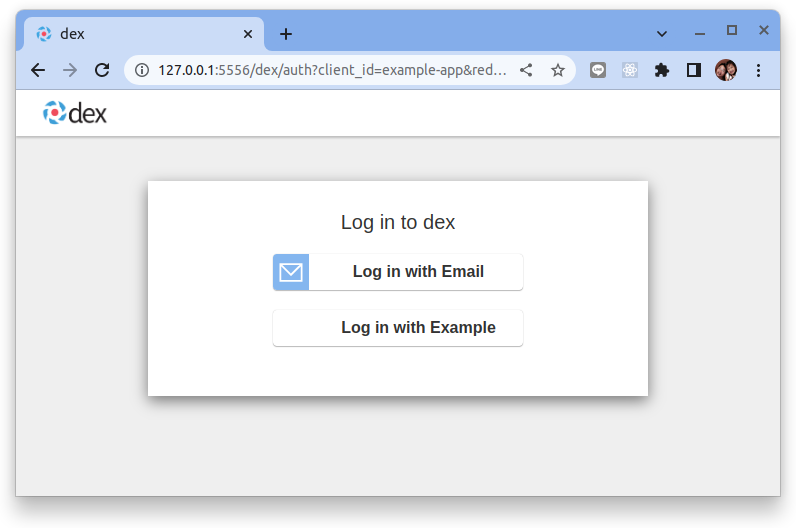 dex
127.0.0.1:5556/dex/auth?client_id=example-app&red...
LINE
dex
Log in to dex
Log in with Email
Log in with Example